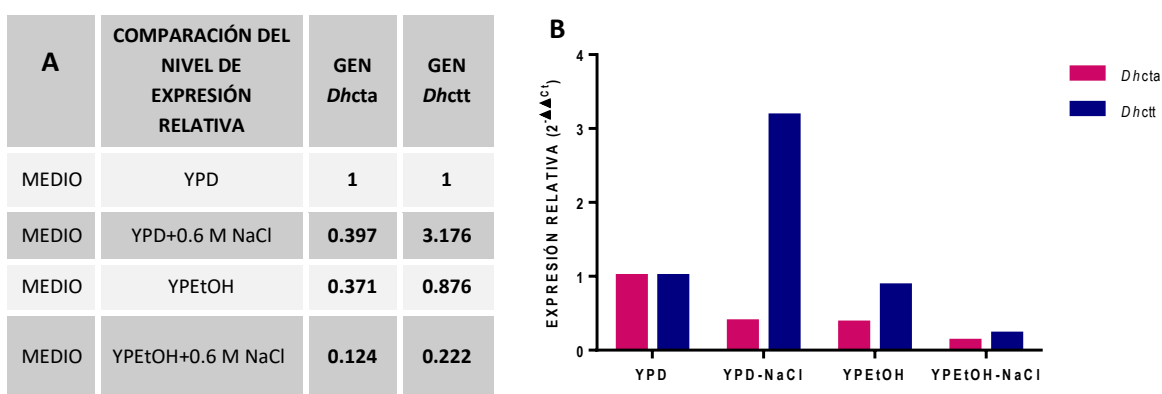 A
COMPARACIÓN DEL
NIVEL DE
EXPRESIÓN
RELATIVA
GEN
Dhcta
GEN
Dhctt
MEDIO YPD 1 1
MEDIO YPD+0.6 M NaCl 0.397 3.176
MEDIO YPEtOH 0.371 0.876
MEDIO YPEtOH+0.6 M NaCl 0.124 0.222
B
EXPRESIÓN RELATIVA (2^-▲▲Ct)
4
3
2
1
0
YPD YPD-NaCl YPEtOH YPEtOH-NaCl
Dhcta
Dhctt